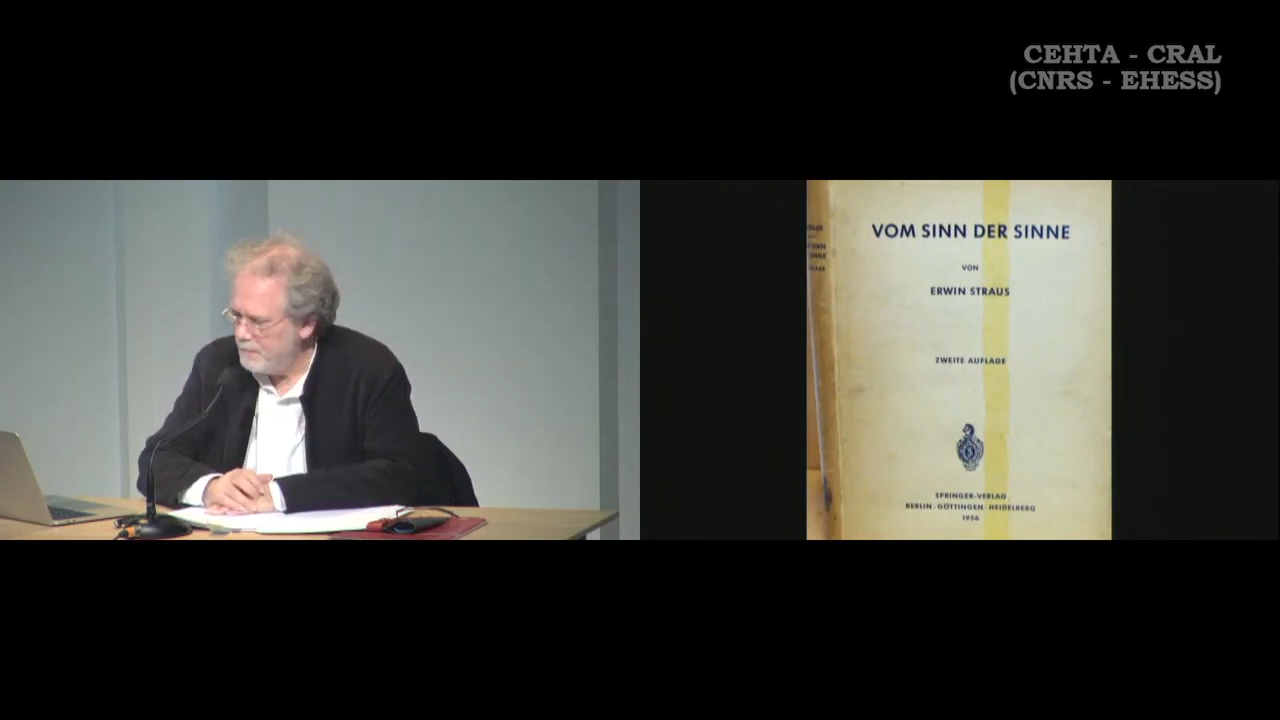 CEHTA - CRAL
(CNRS - EHESS)
VOM SINN DER SINNE
VON
ERWIN STRAUS
ZWEITE AUFLAGE
SPRINGER-VERLAG
BERLIN · GÖTTINGEN · HEIDELBERG
1956